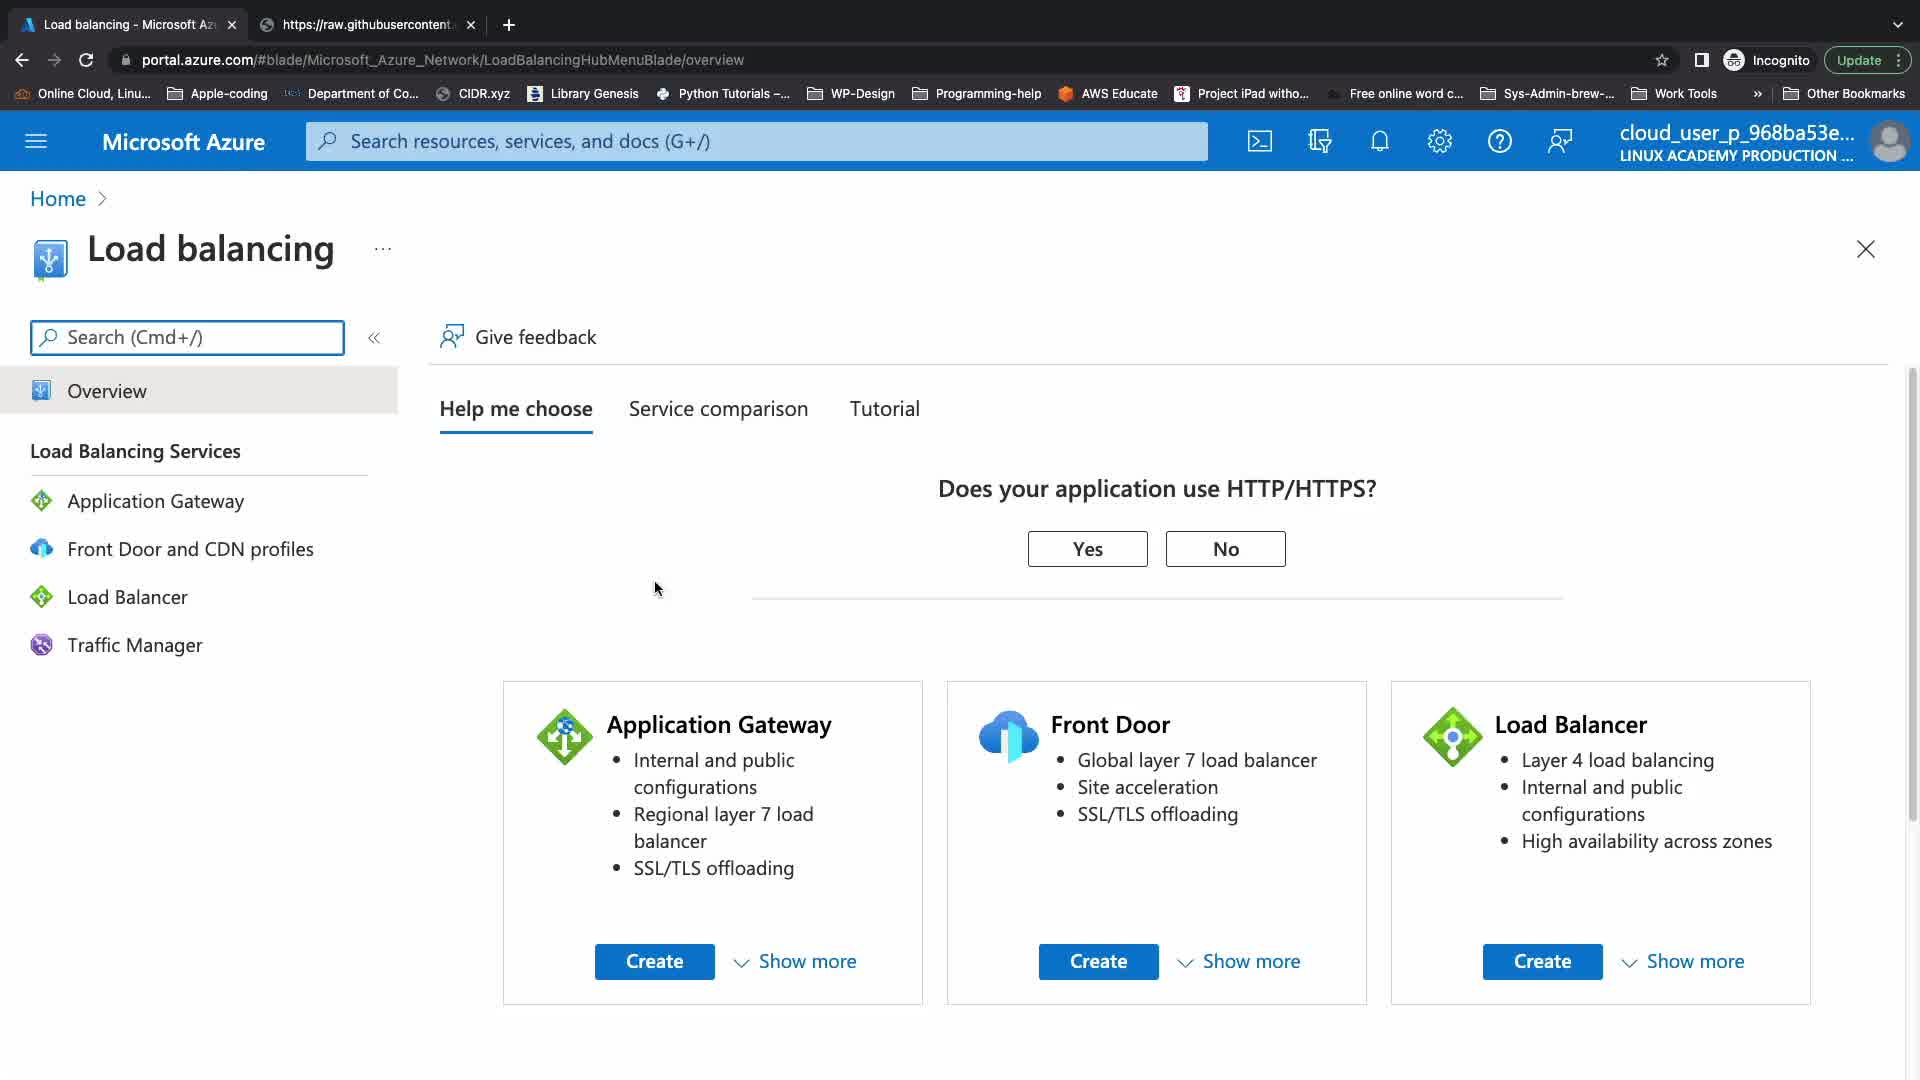 Load balancing - Microsoft Az
https://raw.githubusercontent.
portal.azure.com/#blade/Microsoft_Azure_Network/LoadBalancingHubMenuBlade/overview
Incognito
Update
Online Cloud, Linu...
Apple-coding
Department of Co...
CIDR.xyz
Library Genesis
Python Tutorials –...
WP-Design
Programming-help
AWS Educate
Project iPad witho...
Free online word c...
Sys-Admin-brew-...
Work Tools
»
Other Bookmarks
Microsoft Azure
Search resources, services, and docs (G+/)
cloud_user_p_968ba53e...
LINUX ACADEMY PRODUCTION ...
Home
Load balancing
...
Search (Cmd+/)
«
Give feedback
Overview
Load Balancing Services
Application Gateway
Front Door and CDN profiles
Load Balancer
Traffic Manager
Help me choose
Service comparison
Tutorial
Does your application use HTTP/HTTPS?
Yes
No
Application Gateway
• Internal and public
configurations
• Regional layer 7 load
balancer
• SSL/TLS offloading
Create
Show more
Front Door
• Global layer 7 load balancer
• Site acceleration
• SSL/TLS offloading
Create
Show more
Load Balancer
• Layer 4 load balancing
• Internal and public
configurations
• High availability across zones
Create
Show more